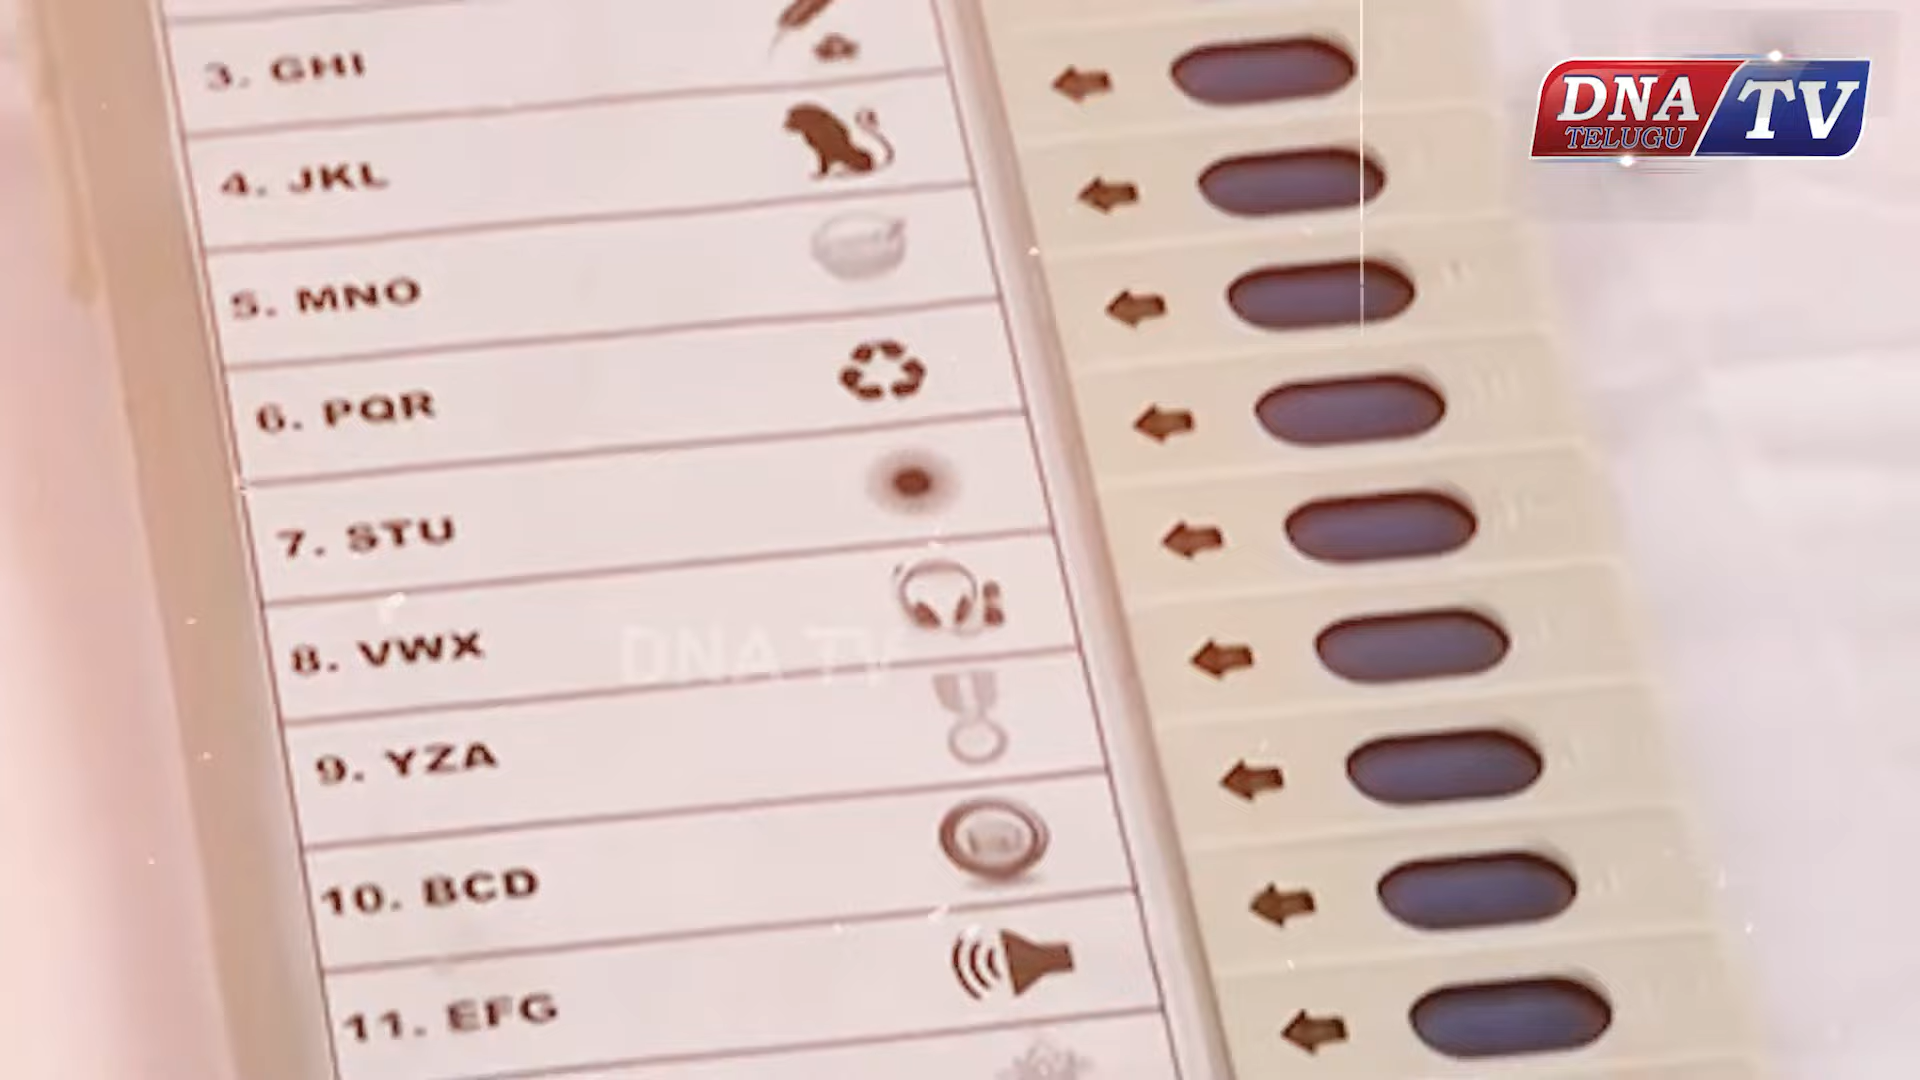 3. GHI
4. JKL
5. MNO
6. PQR
7. STU
8. VWX
9. YZA
10. BCD
11. EFG
DNA TV
DNA TV
TELUGU